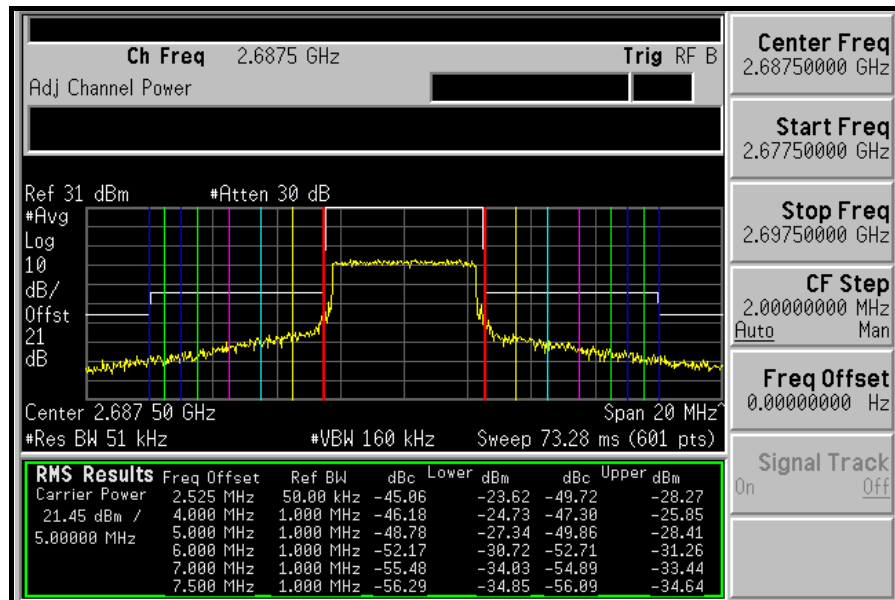 Ch Freq 2.6875 GHz Trig RF B
Adj Channel Power
Ref 31 dBm #Atten 30 dB
#Avg
Log
10
dB/
Offst
21
dB
Center 2.687 50 GHz Span 20 MHz^
#Res BW 51 kHz #VBW 160 kHz Sweep 73.28 ms (601 pts)
RMS Results Freq Offset Ref BW dBc Lower dBm dBc Upper dBm
Carrier Power 2.525 MHz 50.00 kHz -45.06 -23.62 -49.72 -28.27
21.45 dBm / 4.000 MHz 1.000 MHz -46.18 -24.73 -47.30 -25.85
5.00000 MHz 5.000 MHz 1.000 MHz -48.78 -27.34 -49.86 -28.41
6.000 MHz 1.000 MHz -52.17 -30.72 -52.71 -31.26
7.000 MHz 1.000 MHz -55.48 -34.03 -54.89 -33.44
7.500 MHz 1.000 MHz -56.29 -34.85 -56.09 -34.64
Center Freq
2.68750000 GHz
Start Freq
2.67750000 GHz
Stop Freq
2.69750000 GHz
CF Step
2.00000000 MHz
Auto Man
Freq Offset
0.00000000 Hz
Signal Track
On Off